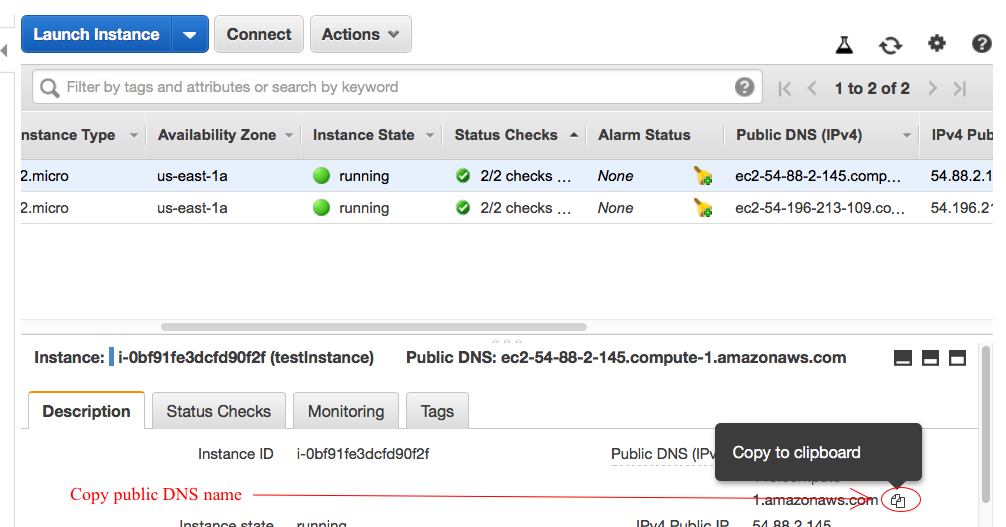 Launch Instance Connect Actions
Filter by tags and attributes or search by keyword 1 to 2 of 2
nstance Type Availability Zone Instance State Status Checks Alarm Status Public DNS (IPv4) IPv4 Pub
2.micro us-east-1a running 2/2 checks ... None ec2-54-88-2-145.comp... 54.88.2.1
2.micro us-east-1a running 2/2 checks ... None ec2-54-196-213-109.co... 54.196.21
Instance: i-0bf91fe3dcfd90f2f (testInstance) Public DNS: ec2-54-88-2-145.compute-1.amazonaws.com
Description Status Checks Monitoring Tags
Copy to clipboard
Instance ID i-0bf91fe3dcfd90f2f Public DNS (IPv
Copy public DNS name 1.amazonaws.com
Instance state running IPv4 Public IP 54.88.2.145